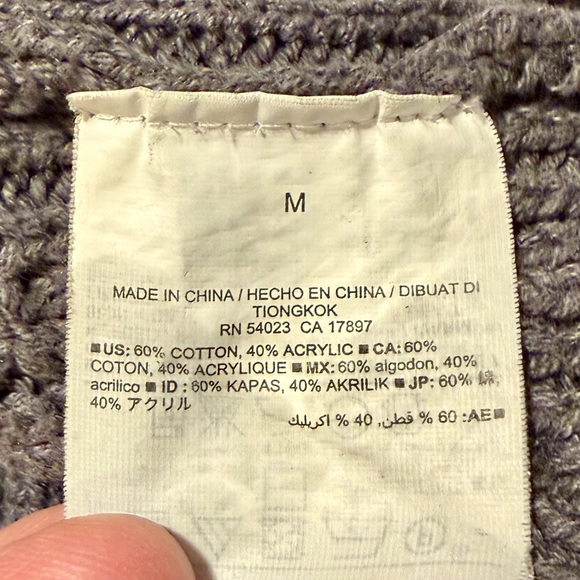 M
MADE IN CHINA / HECHO EN CHINA / DIBUAT DI
TIONGKOK
RN 54023 CA 17897
■US: 60% COTTON, 40% ACRYLIC ■ CA: 60%
COTON, 40% ACRYLIQUE ■ MX: 60% algodon, 40%
acrilico ■ ID : 60% KAPAS, 40% AKRILIK ■ JP: 60% 綿,
40% アクリル
■AE: 60 % قطن, 40 % اكريليك